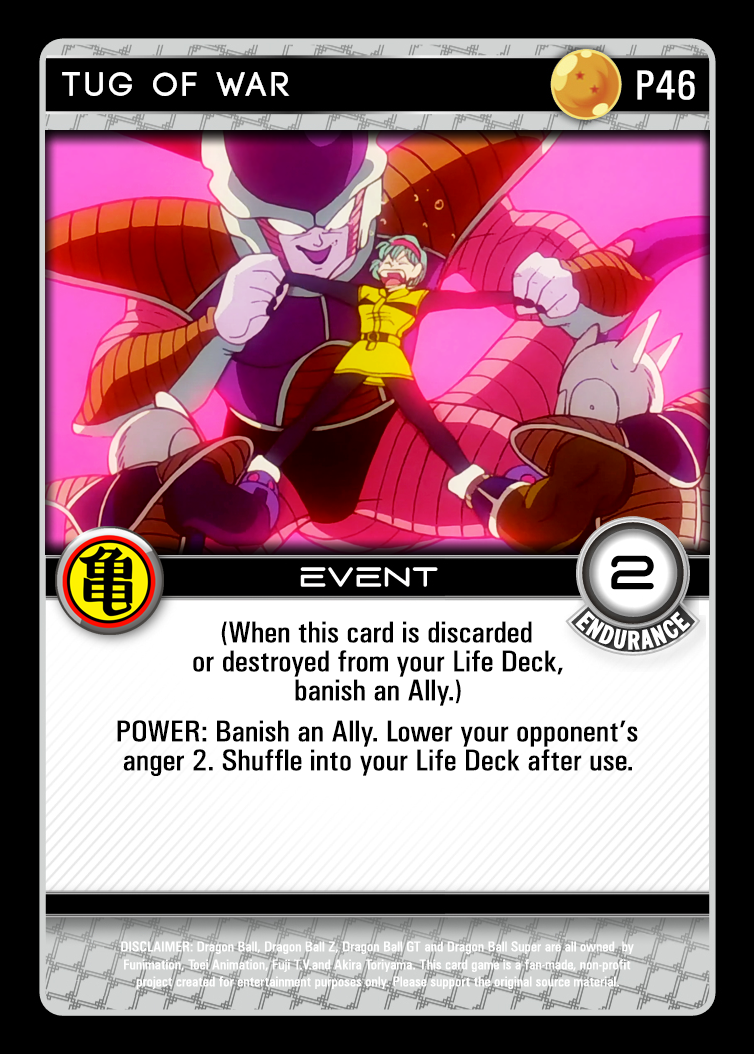 TUG OF WAR
P46
亀
EVENT
2
ENDURANCE
(When this card is discarded
or destroyed from your Life Deck,
banish an Ally.)
POWER: Banish an Ally. Lower your opponent's
anger 2. Shuffle into your Life Deck after use.
DISCLAIMER: Dragon Ball, Dragon Ball Z, Dragon Ball GT and Dragon Ball Super are all owned by
Funimation, Toei Animation, Fuji T.V.and Akira Toriyama. This card game is a fan-made, non-profit
project created for entertainment purposes only. Please support the original source material.